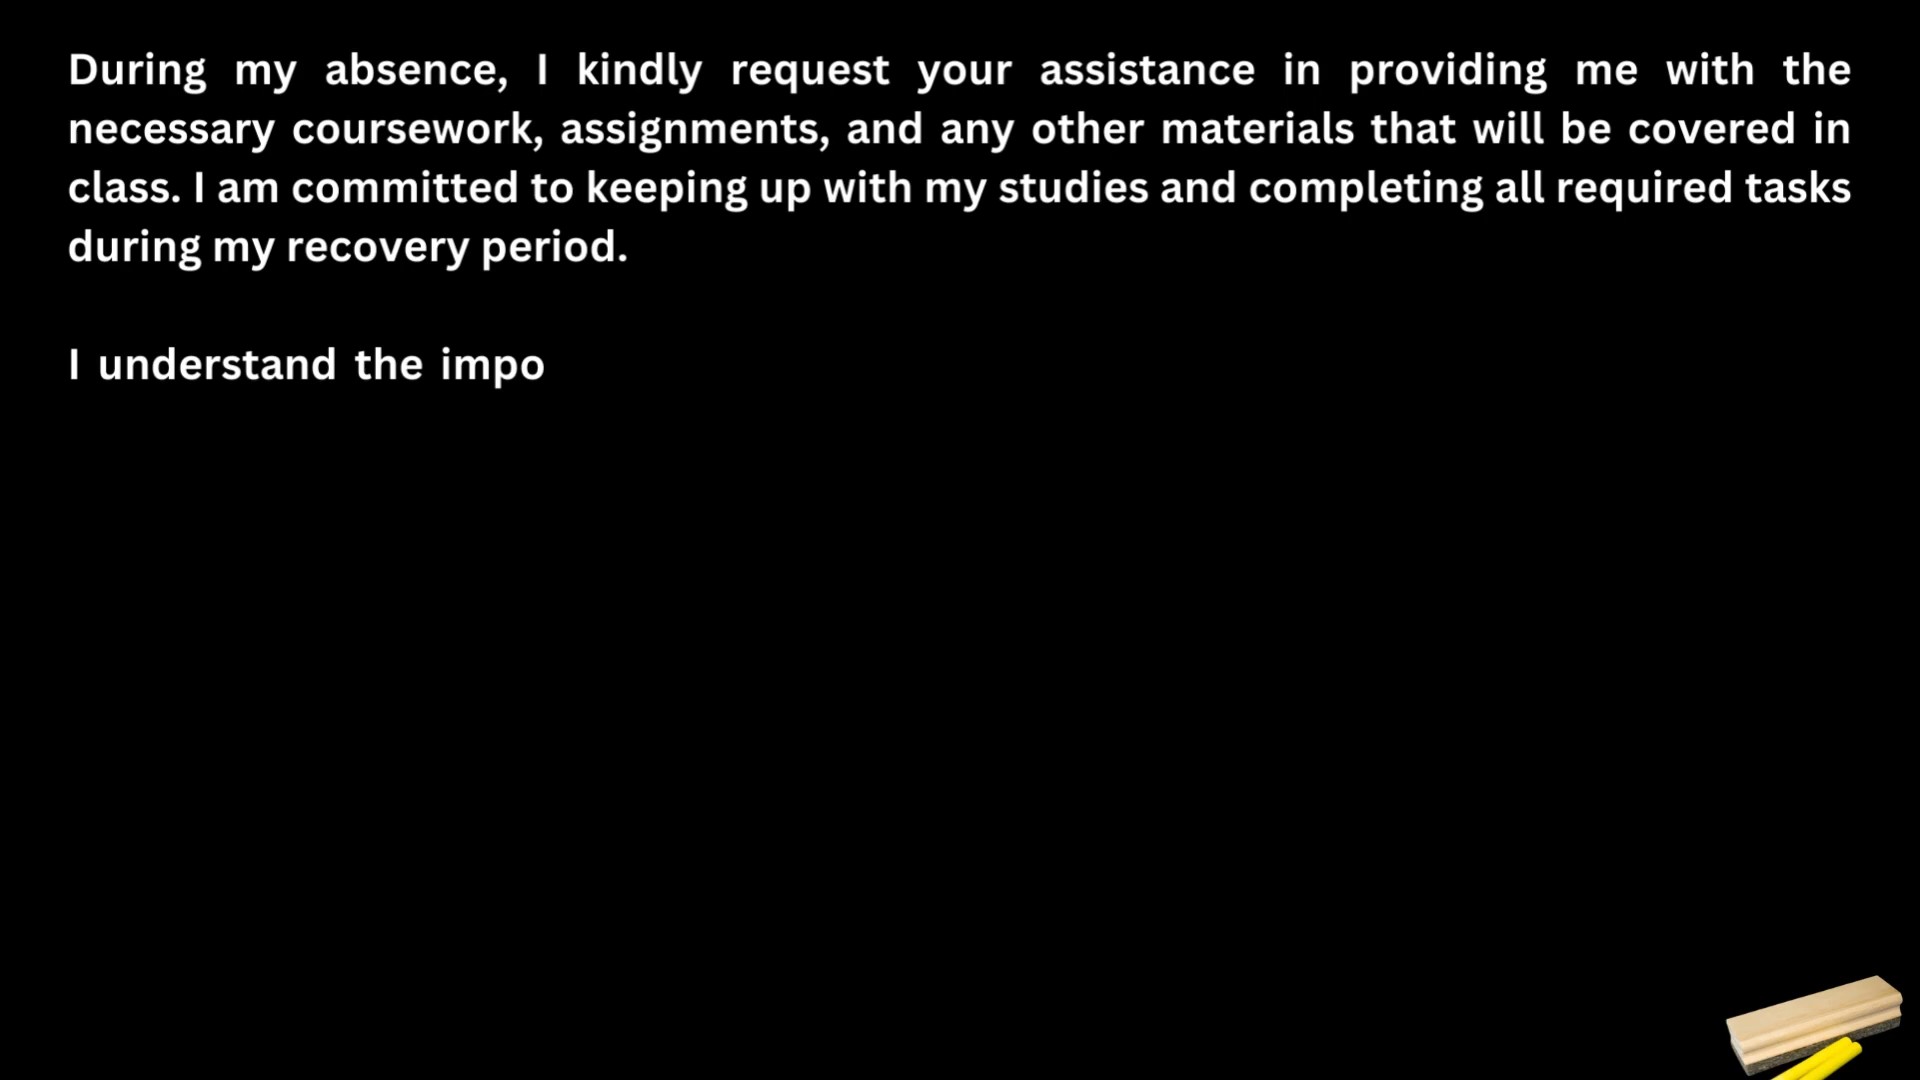 During my absence, I kindly request your assistance in providing me with the
necessary coursework, assignments, and any other materials that will be covered in
class. I am committed to keeping up with my studies and completing all required tasks
during my recovery period.
I understand the impo